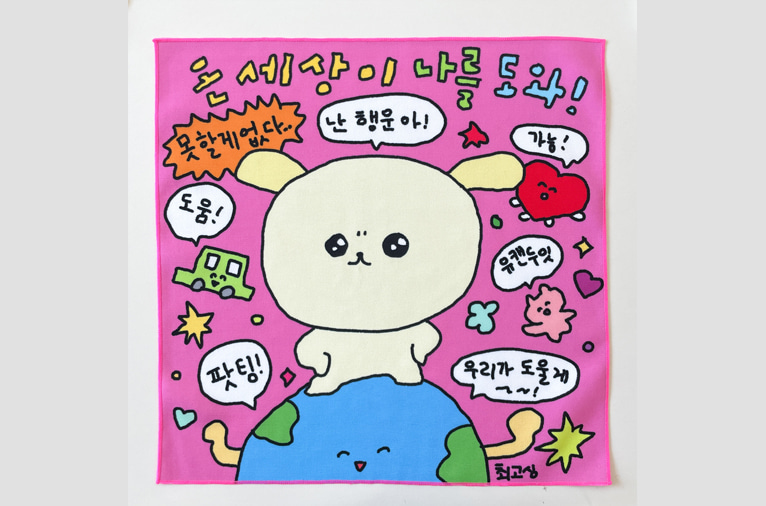 온 세상이 나를 도와!
못할게없다..
난 행운아!
가능!
도움!
유캔두잇
팟팅!
우리가 도울게
~~!
최고심